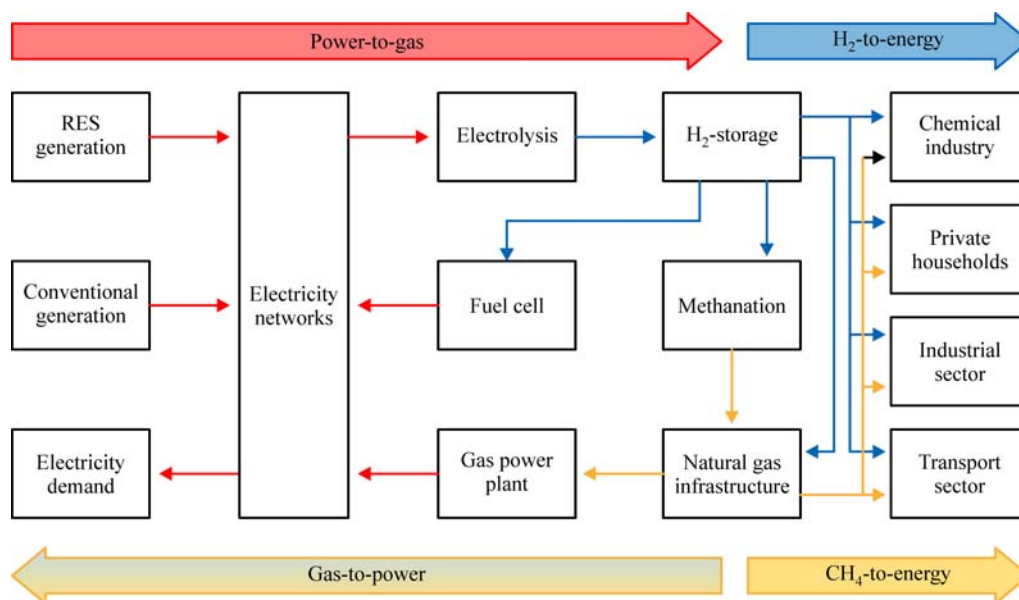 Power-to-gas
H₂-to-energy
RES
generation
Electrolysis
H₂-storage
Chemical
industry
Private
households
Conventional
generation
Electricity
networks
Fuel cell
Methanation
Industrial
sector
Electricity
demand
Gas power
plant
Natural gas
infrastructure
Transport
sector
Gas-to-power
CH₄-to-energy